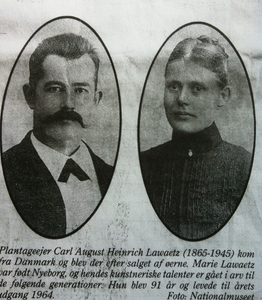 Plantageejer Carl August Heinrich Lawaetz (1865-1945) kom
fra Danmark og blev der efter salget af øerne. Marie Lawaetz
var født Nyeborg, og hendes kunstneriske talenter er gået i arv til
de følgende generationer. Hun blev 91 år og levede til årets
udgang 1964. Foto: Nationalmuseet